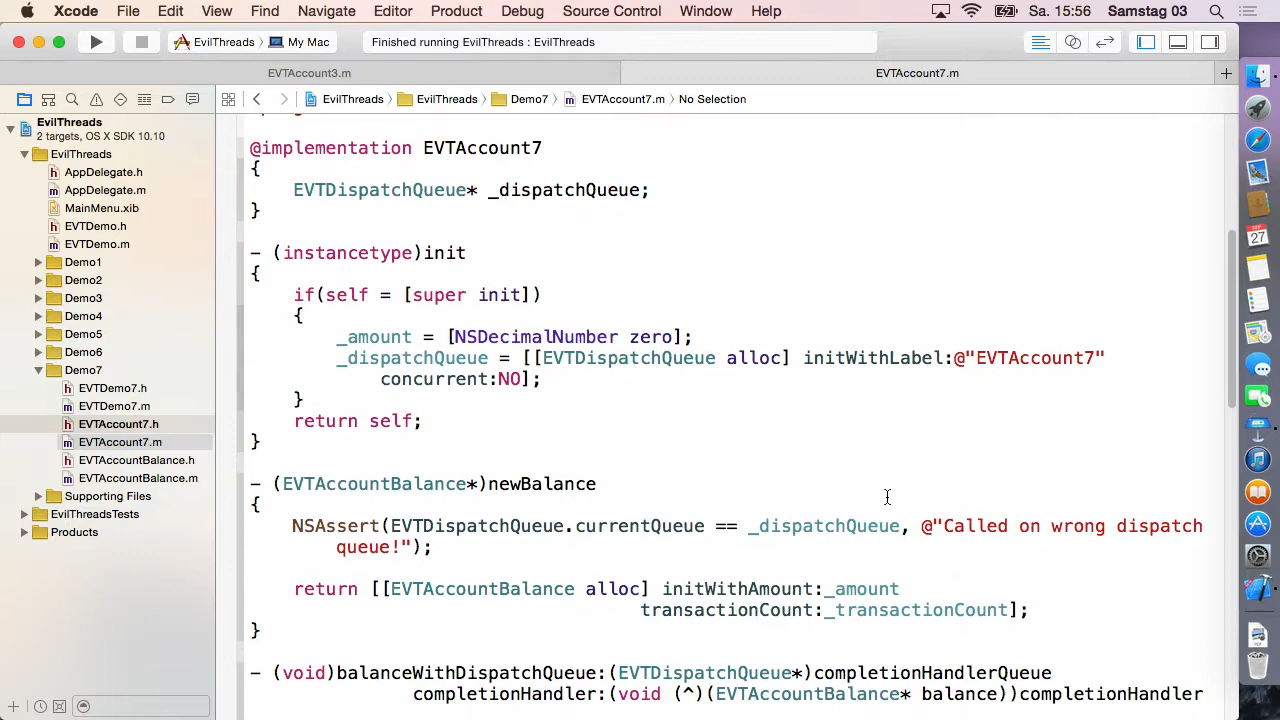 Xcode File Edit View Find Navigate Editor Product Debug Source Control Window Help Sa. 15:56 Samstag 03
EvilThreads My Mac Finished running EvilThreads : EvilThreads
EVTAccount3.m EVTAccount7.m
EvilThreads EvilThreads Demo7 EVTAccount7.m No Selection
EvilThreads
2 targets, OS X SDK 10.10
EvilThreads
AppDelegate.h
AppDelegate.m
MainMenu.xib
EVTDemo.h
EVTDemo.m
Demo1
Demo2
Demo3
Demo4
Demo5
Demo6
Demo7
EVTDemo7.h
EVTDemo7.m
EVTAccount7.h
EVTAccount7.m
EVTAccountBalance.h
EVTAccountBalance.m
Supporting Files
EvilThreadsTests
Products
@implementation EVTAccount7
{
EVTDispatchQueue* _dispatchQueue;
}
- (instancetype)init
{
if(self = [super init])
{
_amount = [NSDecimalNumber zero];
_dispatchQueue = [[EVTDispatchQueue alloc] initWithLabel:@"EVTAccount7"
concurrent:NO];
}
return self;
}
- (EVTAccountBalance*)newBalance
{
NSAssert(EVTDispatchQueue.currentQueue == _dispatchQueue, @"Called on wrong dispatch
queue!");
return [[EVTAccountBalance alloc] initWithAmount:_amount
transactionCount:_transactionCount];
}
- (void)balanceWithDispatchQueue:(EVTDispatchQueue*)completionHandlerQueue
completionHandler:(void (^)(EVTAccountBalance* balance))completionHandler
SEP
27